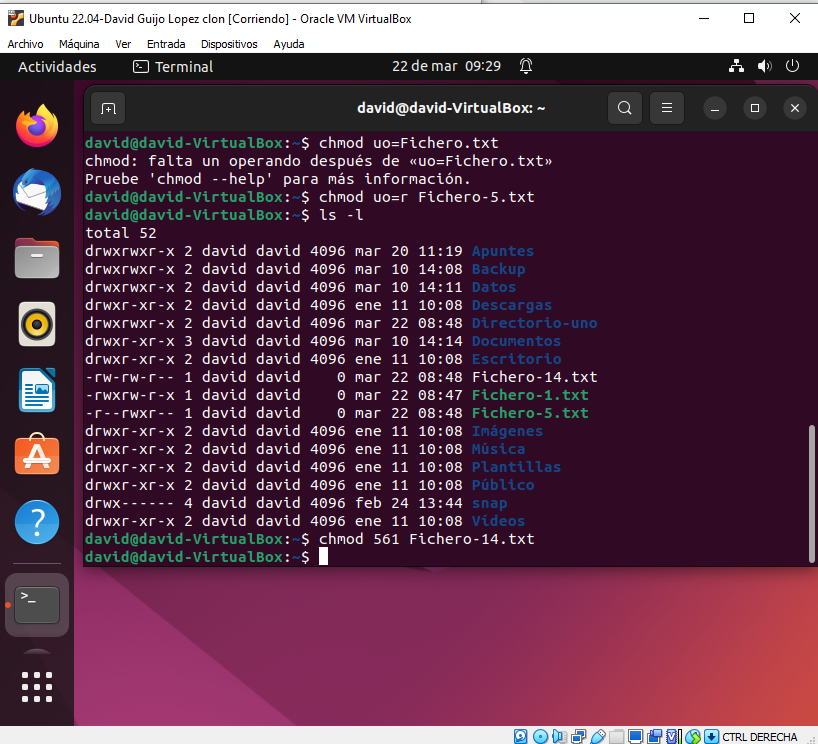 Ubuntu 22.04-David Guijo Lopez clon [Corriendo] - Oracle VM VirtualBox
Archivo Máquina Ver Entrada Dispositivos Ayuda
Actividades Terminal 22 de mar 09:29
david@david-VirtualBox: ~
david@david-VirtualBox:~$ chmod uo=Fichero.txt
chmod: falta un operando después de «uo=Fichero.txt»
Pruebe 'chmod --help' para más información.
david@david-VirtualBox:~$ chmod uo=r Fichero-5.txt
david@david-VirtualBox:~$ ls -l
total 52
drwxrwxr-x 2 david david 4096 mar 20 11:19 Apuntes
drwxrwxr-x 2 david david 4096 mar 10 14:08 Backup
drwxrwxr-x 2 david david 4096 mar 10 14:11 Datos
drwxr-xr-x 2 david david 4096 ene 11 10:08 Descargas
drwxrwxr-x 2 david david 4096 mar 22 08:48 Directorio-uno
drwxr-xr-x 3 david david 4096 mar 10 14:14 Documentos
drwxr-xr-x 2 david david 4096 ene 11 10:08 Escritorio
-rw-rw-r-- 1 david david    0 mar 22 08:48 Fichero-14.txt
-rwxrw-r-x 1 david david    0 mar 22 08:47 Fichero-1.txt
-r--rwxr-- 1 david david    0 mar 22 08:48 Fichero-5.txt
drwxr-xr-x 2 david david 4096 ene 11 10:08 Imágenes
drwxr-xr-x 2 david david 4096 ene 11 10:08 Música
drwxr-xr-x 2 david david 4096 ene 11 10:08 Plantillas
drwxr-xr-x 2 david david 4096 ene 11 10:08 Público
drwx------ 4 david david 4096 feb 24 13:44 snap
drwxr-xr-x 2 david david 4096 ene 11 10:08 Vídeos
david@david-VirtualBox:~$ chmod 561 Fichero-14.txt
david@david-VirtualBox:~$
CTRL DERECHA